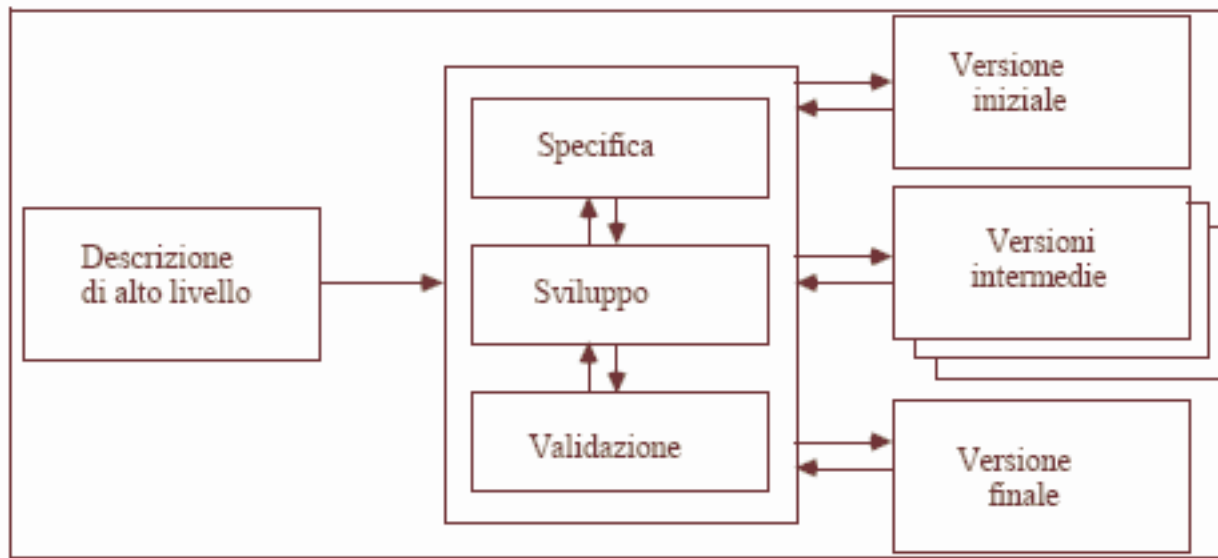 Descrizione
di alto livello
Specifica
Sviluppo
Validazione
Versione
iniziale
Versioni
intermedie
Versione
finale